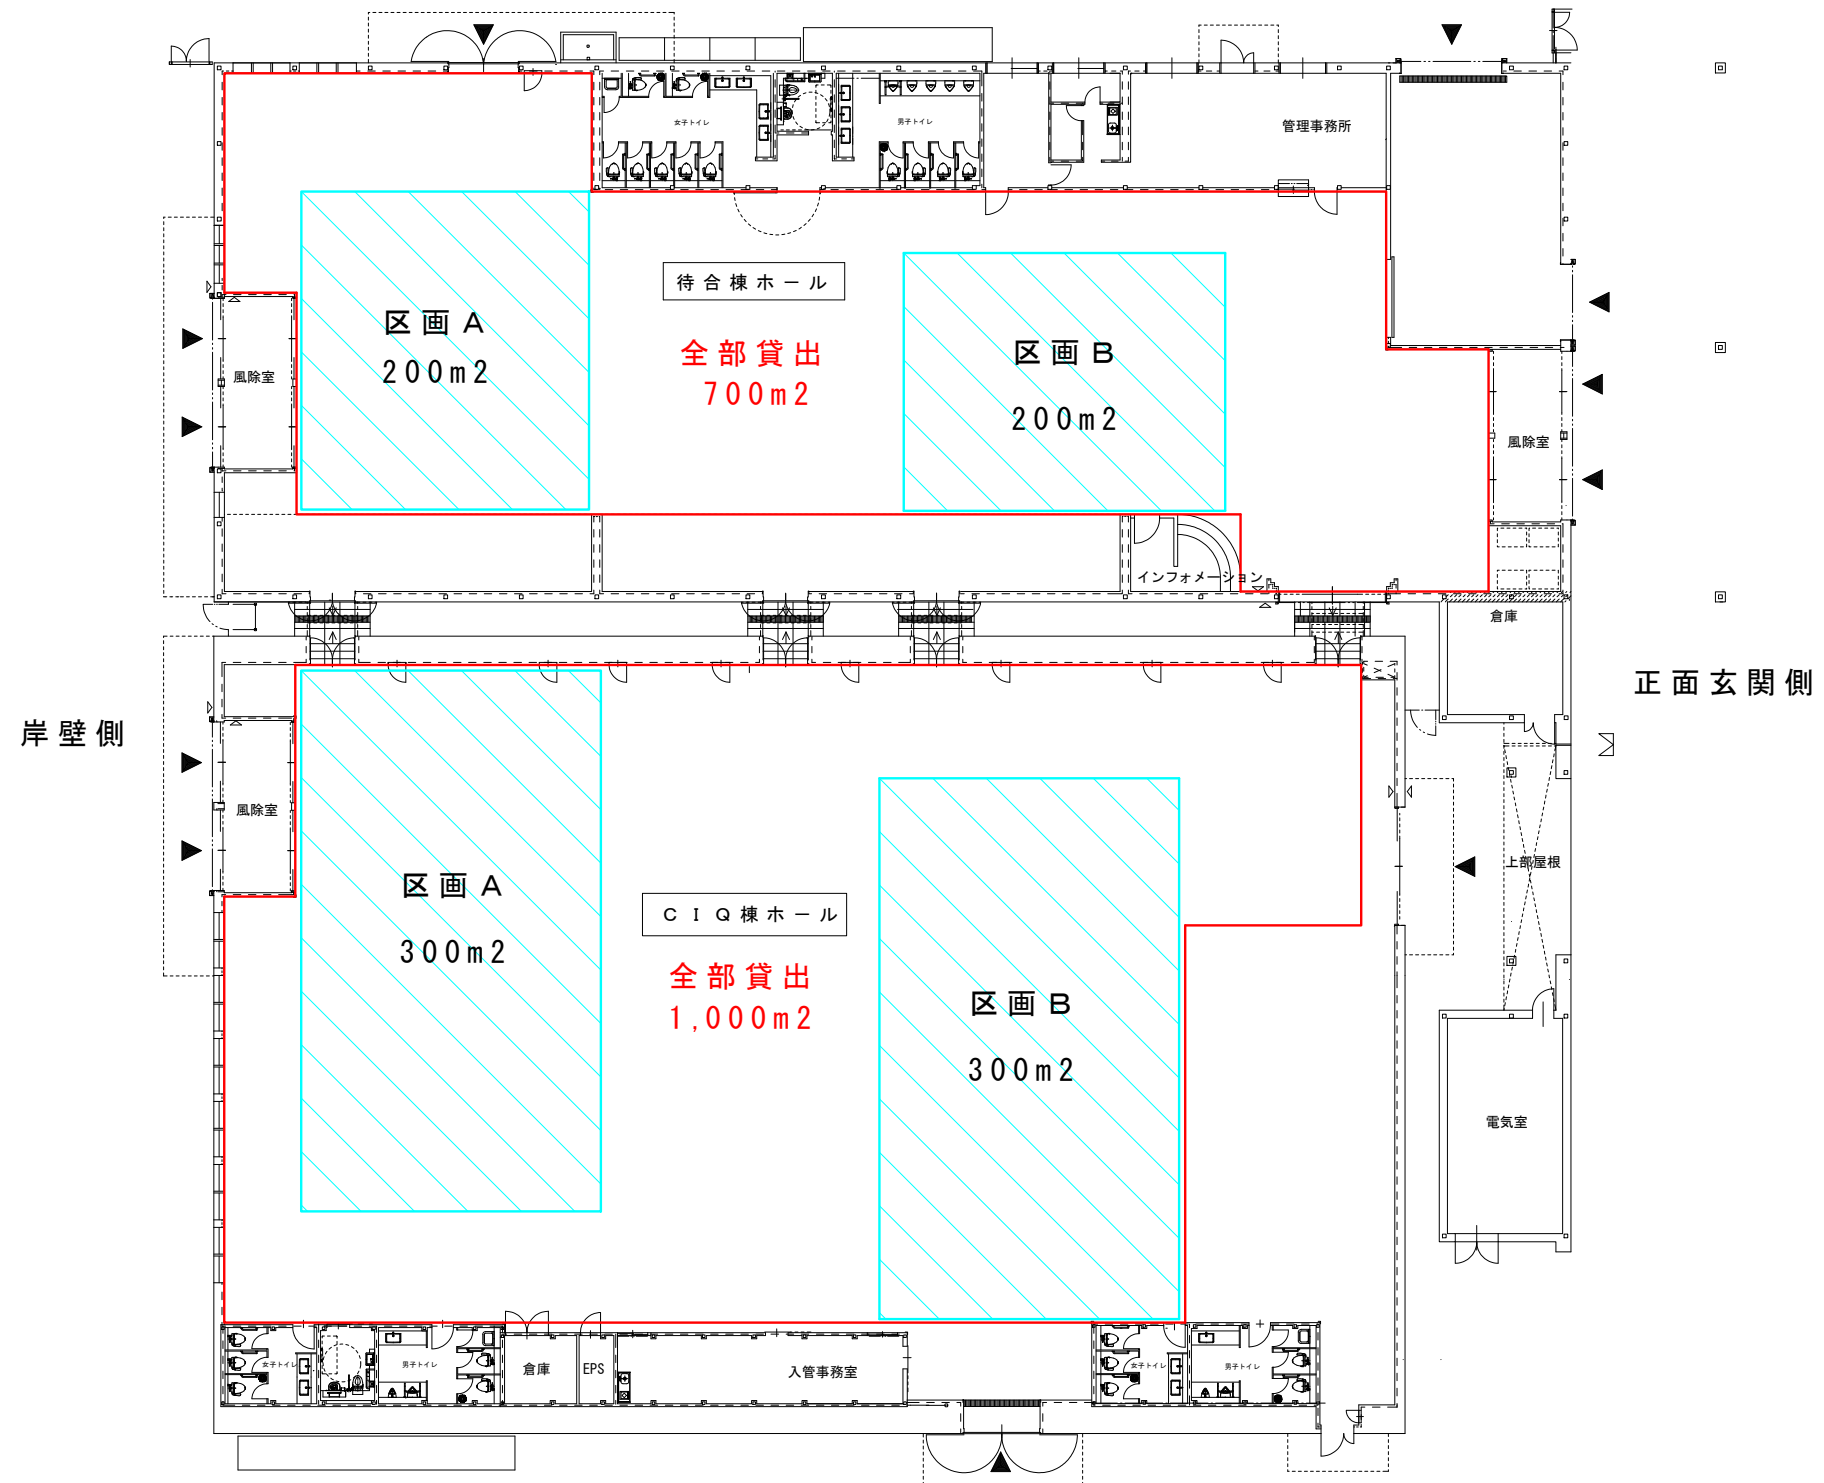 女子トイレ
男子トイレ
管理事務所
待合棟ホール
区画A
200m2
全部貸出
700m2
区画B
200m2
風除室
風除室
インフォメーション
倉庫
正面玄関側
岸壁側
風除室
上部屋根
区画A
300m2
CIQ棟ホール
全部貸出
1,000m2
区画B
300m2
電気室
女子トイレ
男子トイレ
倉庫
EPS
入管事務室
女子トイレ
男子トイレ